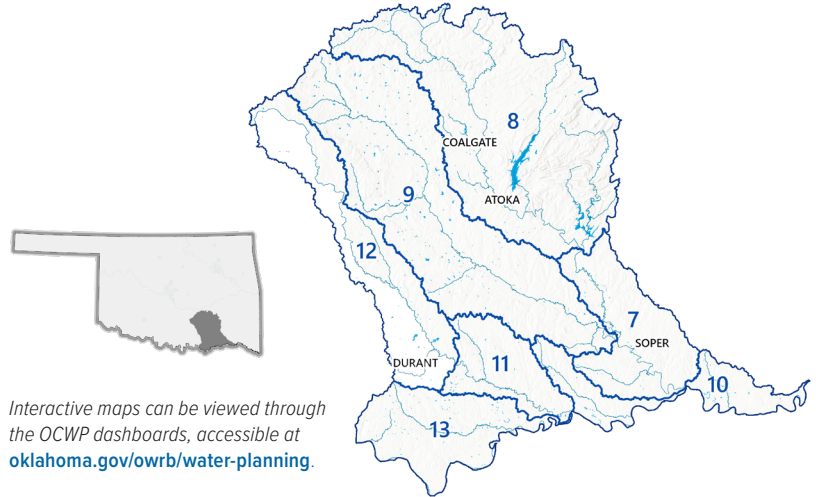 8
COALGATE
9
ATOKA
12
7
SOPER
DURANT
11
10
13
Interactive maps can be viewed through
the OCWP dashboards, accessible at
oklahoma.gov/owrb/water-planning.